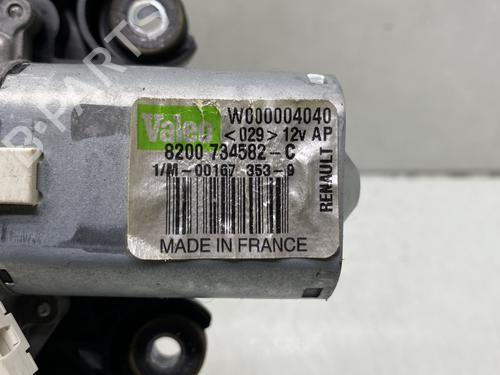 Valeo
W000004040
<029> 12v AP
8200 734582-C
1/M-00167 353-9
RENAULT
MADE IN FRANCE